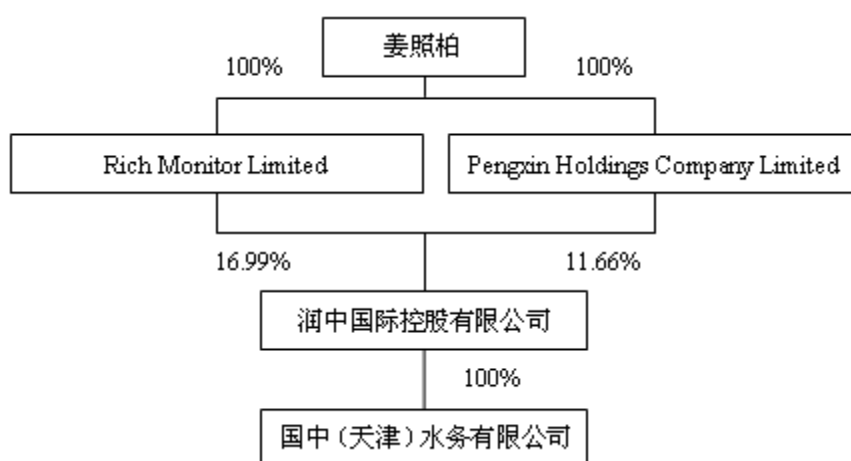 姜照柏
100% 100%
Rich Monitor Limited Pengxin Holdings Company Limited
16.99% 11.66%
润中国际控股有限公司
100%
国中（天津）水务有限公司